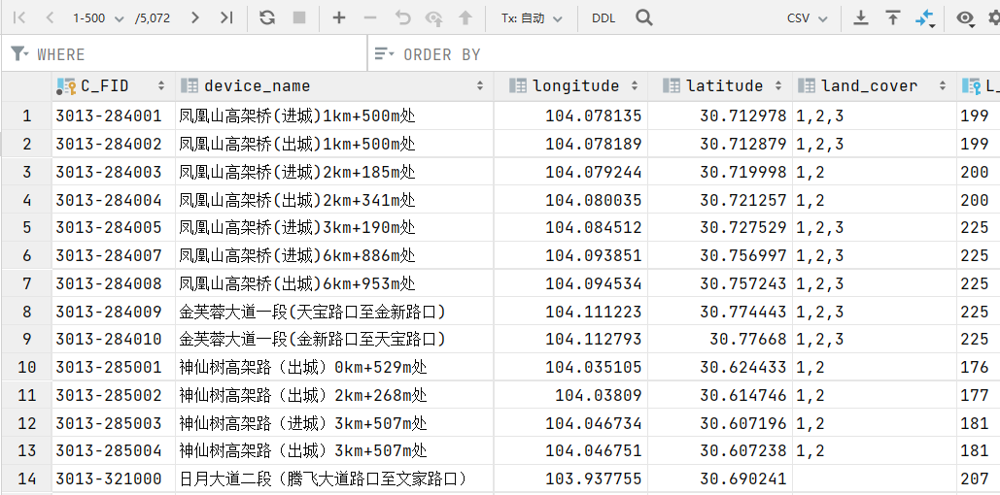 1-500 /5,072 Tx: 自动 DDL CSV
WHERE ORDER BY
C_FID device_name longitude latitude land_cover L_
1 3013-284001 凤凰山高架桥(进城)1km+500m处 104.078135 30.712978 1,2,3 199
2 3013-284002 凤凰山高架桥(出城)1km+500m处 104.078189 30.712879 1,2,3 199
3 3013-284003 凤凰山高架桥(进城)2km+185m处 104.079244 30.719998 1,2 200
4 3013-284004 凤凰山高架桥(出城)2km+341m处 104.080035 30.721257 1,2 200
5 3013-284005 凤凰山高架桥(进城)3km+190m处 104.084512 30.727529 1,2,3 225
6 3013-284007 凤凰山高架桥(进城)6km+886m处 104.093851 30.756997 1,2,3 225
7 3013-284008 凤凰山高架桥(出城)6km+953m处 104.094534 30.757243 1,2,3 225
8 3013-284009 金芙蓉大道一段(天宝路口至金新路口) 104.111223 30.774443 1,2,3 225
9 3013-284010 金芙蓉大道一段(金新路口至天宝路口) 104.112793 30.77668 1,2,3 225
10 3013-285001 神仙树高架路（出城）0km+529m处 104.035105 30.624433 1,2 176
11 3013-285002 神仙树高架路（出城）2km+268m处 104.03809 30.614746 1,2 177
12 3013-285003 神仙树高架路（进城）3km+507m处 104.046734 30.607196 1,2 181
13 3013-285004 神仙树高架路（出城）3km+507m处 104.046751 30.607238 1,2 181
14 3013-321000 日月大道二段（腾飞大道路口至文家路口） 103.937755 30.690241 207